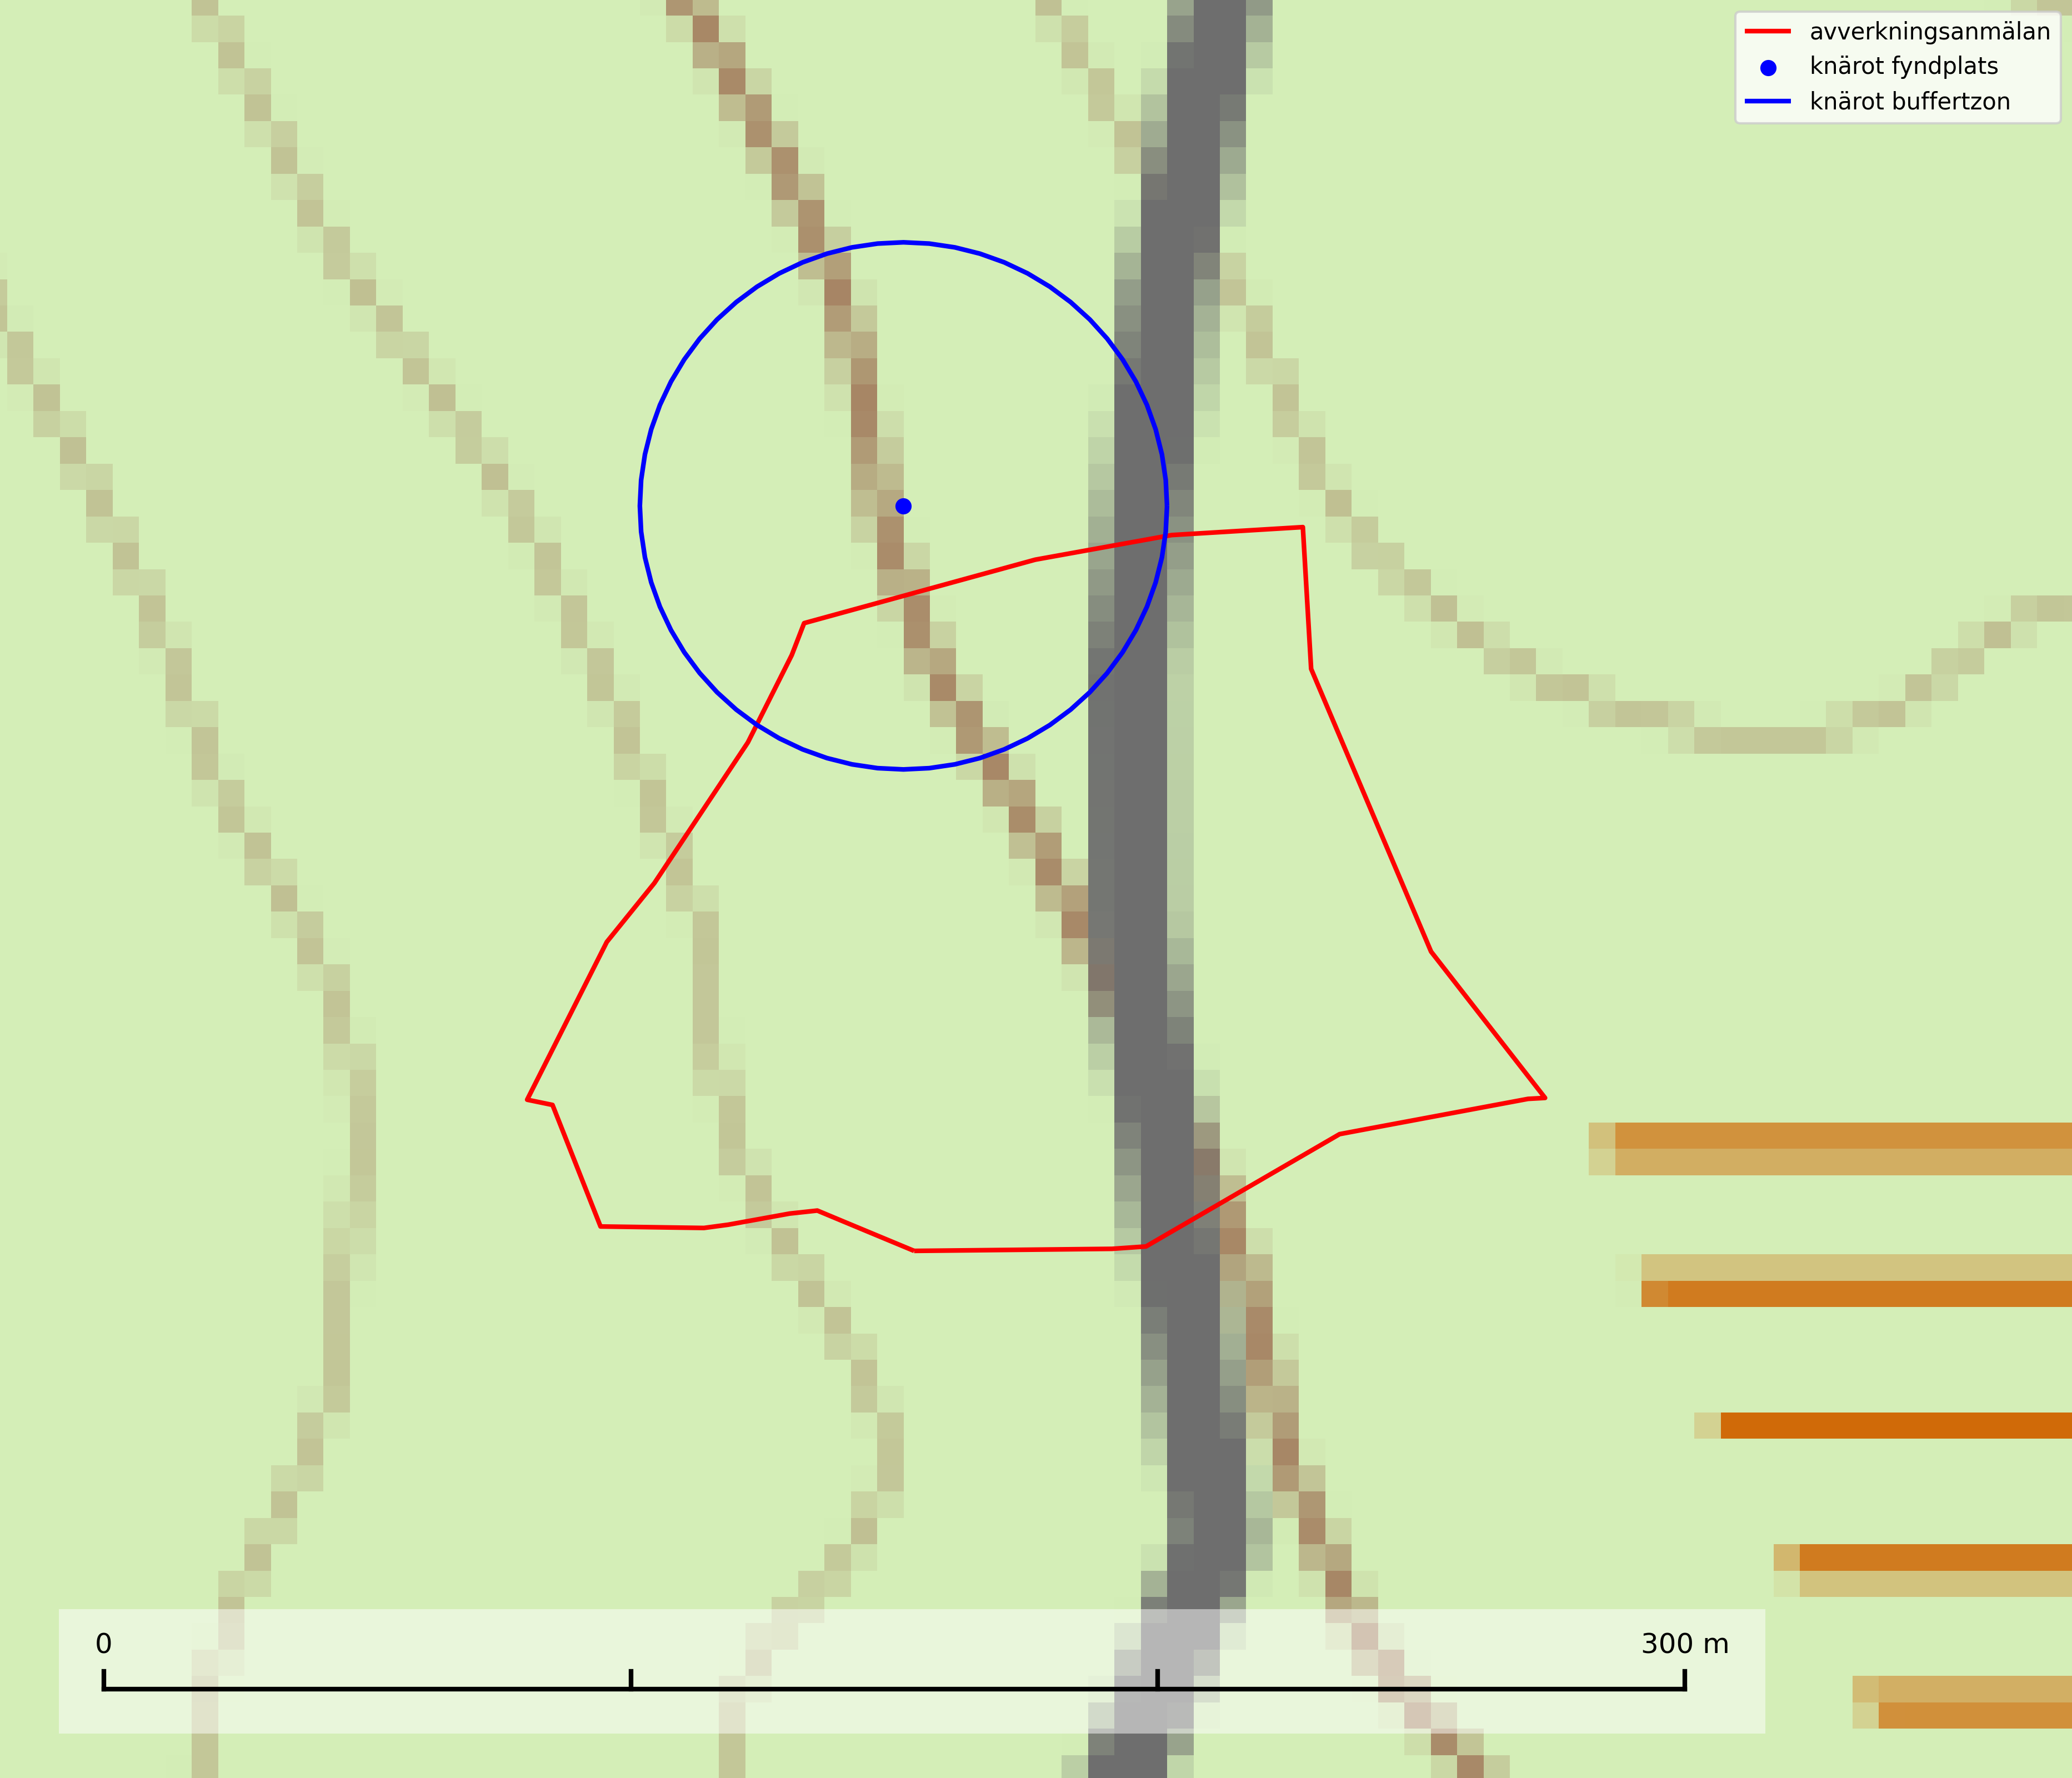 avverkningsanmälan
knärot fyndplats
knärot buffertzon
0 300 m